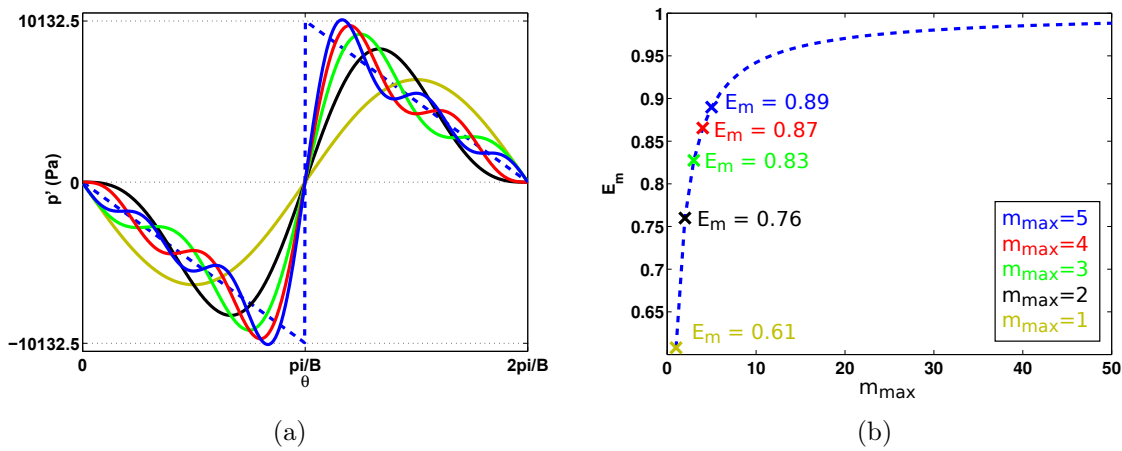 10132.5
0
−10132.5
p' (Pa)
0
pi/B
2pi/B
θ
(a)
1
0.95
0.9
0.85
0.8
0.75
0.7
0.65
E_m
E_m = 0.89
E_m = 0.87
E_m = 0.83
E_m = 0.76
E_m = 0.61
m_max=5
m_max=4
m_max=3
m_max=2
m_max=1
0
10
20
30
40
50
m_max
(b)